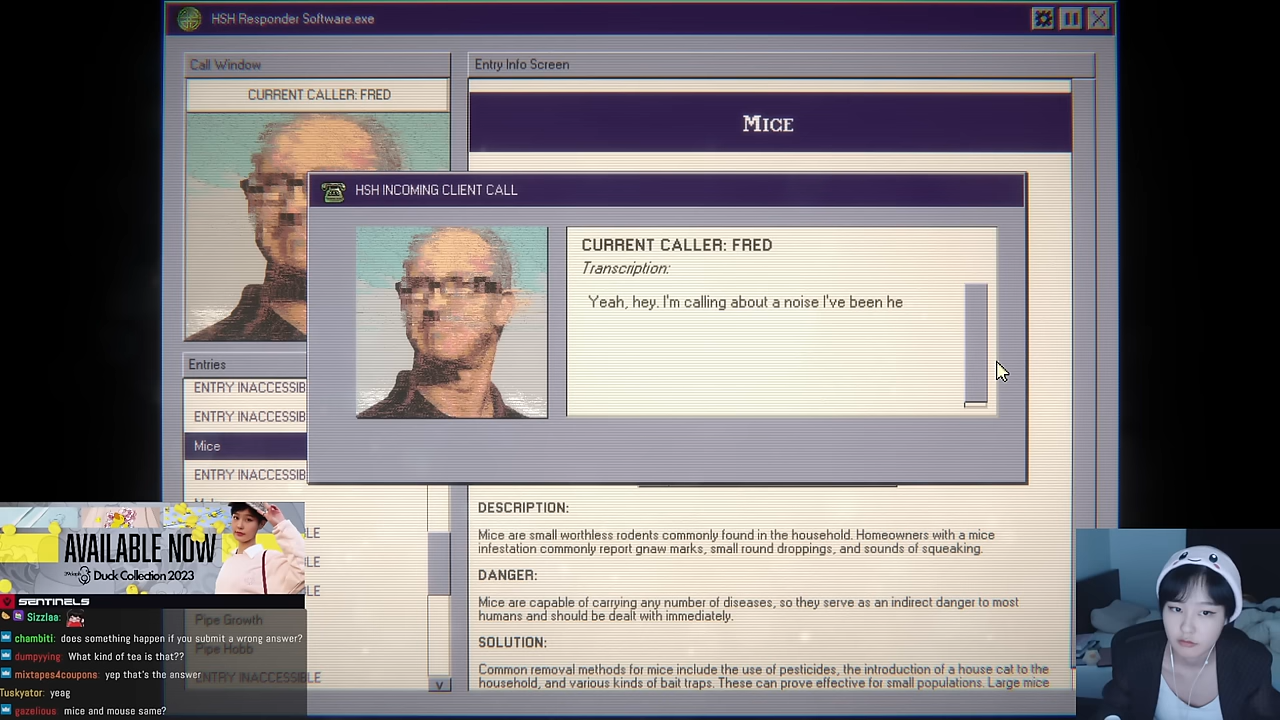 HSH Responder Software.exe
Call Window
Entry Info Screen
CURRENT CALLER: FRED
MICE
HSH INCOMING CLIENT CALL
CURRENT CALLER: FRED
Transcription:
Yeah, hey. I'm calling about a noise I've been he
Entries
ENTRY INACCESSIB
ENTRY INACCESSIB
Mice
ENTRY INACCESSIB
LE
LE
LE
Pipe Growth
Pipe Hobb
ENTRY INACCESSIBLE
DESCRIPTION:
Mice are small worthless rodents commonly found in the household. Homeowners with a mice
infestation commonly report gnaw marks, small round droppings, and sounds of squeaking.
DANGER:
Mice are capable of carrying any number of diseases, so they serve as an indirect danger to most
humans and should be dealt with immediately.
SOLUTION:
Common removal methods for mice include the use of pesticides, the introduction of a house cat to the
household, and various kinds of bait traps. These can prove effective for small populations. Large mice
AVAILABLE NOW
Duck Collection 2023
SENTINELS
Sizzlaa:
chambiti: does something happen if you submit a wrong answer?
dumpyying: What kind of tea is that??
mixtapes4coupons: yep that's the answer
Tuskyator: yeag
gazelious: mice and mouse same?